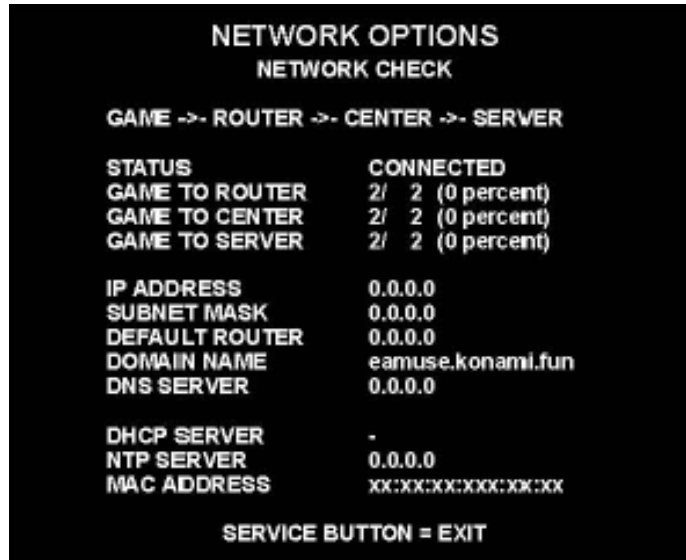 NETWORK OPTIONS
NETWORK CHECK
GAME ->- ROUTER ->- CENTER ->- SERVER
STATUS CONNECTED
GAME TO ROUTER 2/ 2 (0 percent)
GAME TO CENTER 2/ 2 (0 percent)
GAME TO SERVER 2/ 2 (0 percent)
IP ADDRESS 0.0.0.0
SUBNET MASK 0.0.0.0
DEFAULT ROUTER 0.0.0.0
DOMAIN NAME eamuse.konami.fun
DNS SERVER 0.0.0.0
DHCP SERVER -
NTP SERVER 0.0.0.0
MAC ADDRESS xx:xx:xx:xxx:xx:xx
SERVICE BUTTON = EXIT